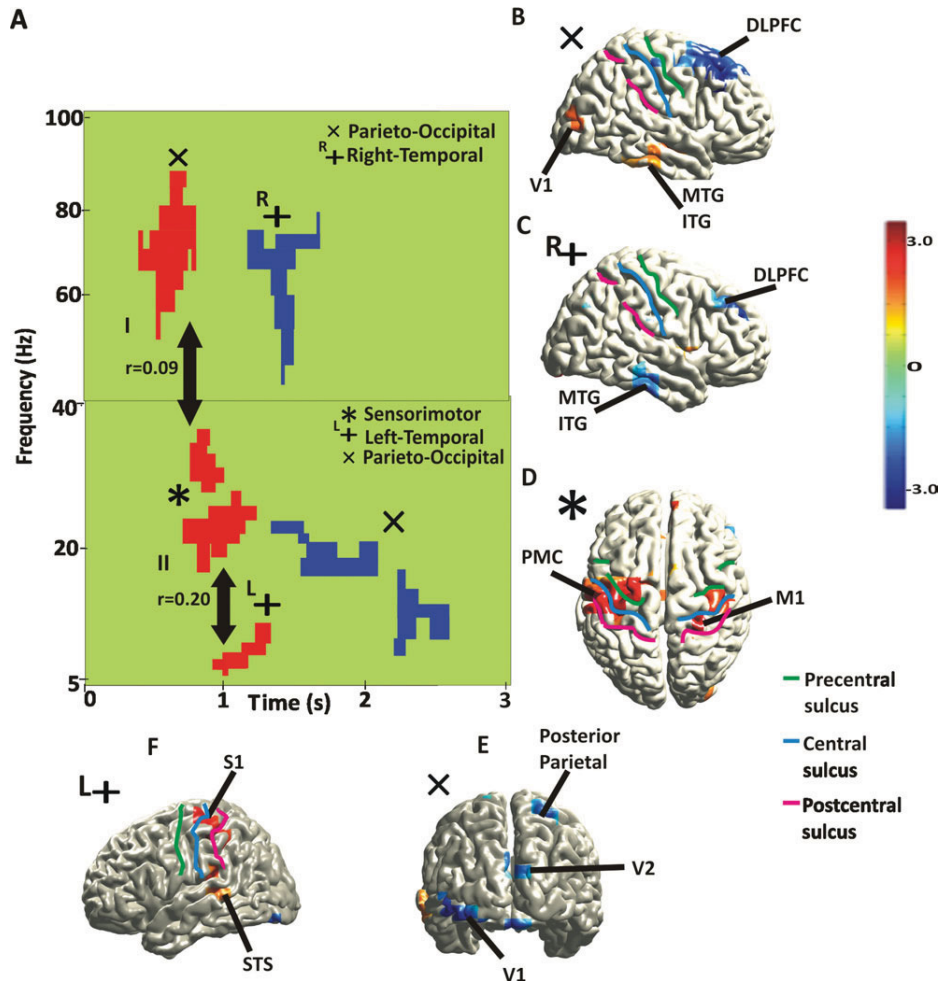 A
100
80
60
40
20
5
Frequency (Hz)
0
1
2
3
Time (s)
× Parieto-Occipital
R + Right-Temporal
×
R +
I
r=0.09
* Sensorimotor
L + Left-Temporal
× Parieto-Occipital
*
II
r=0.20
L +
×
B
×
DLPFC
V1
MTG
ITG
C
R+
DLPFC
MTG
ITG
3.0
0
-3.0
D
*
PMC
M1
Precentral
sulcus
Central
sulcus
Postcentral
sulcus
F
L+
S1
STS
E
×
Posterior
Parietal
V2
V1